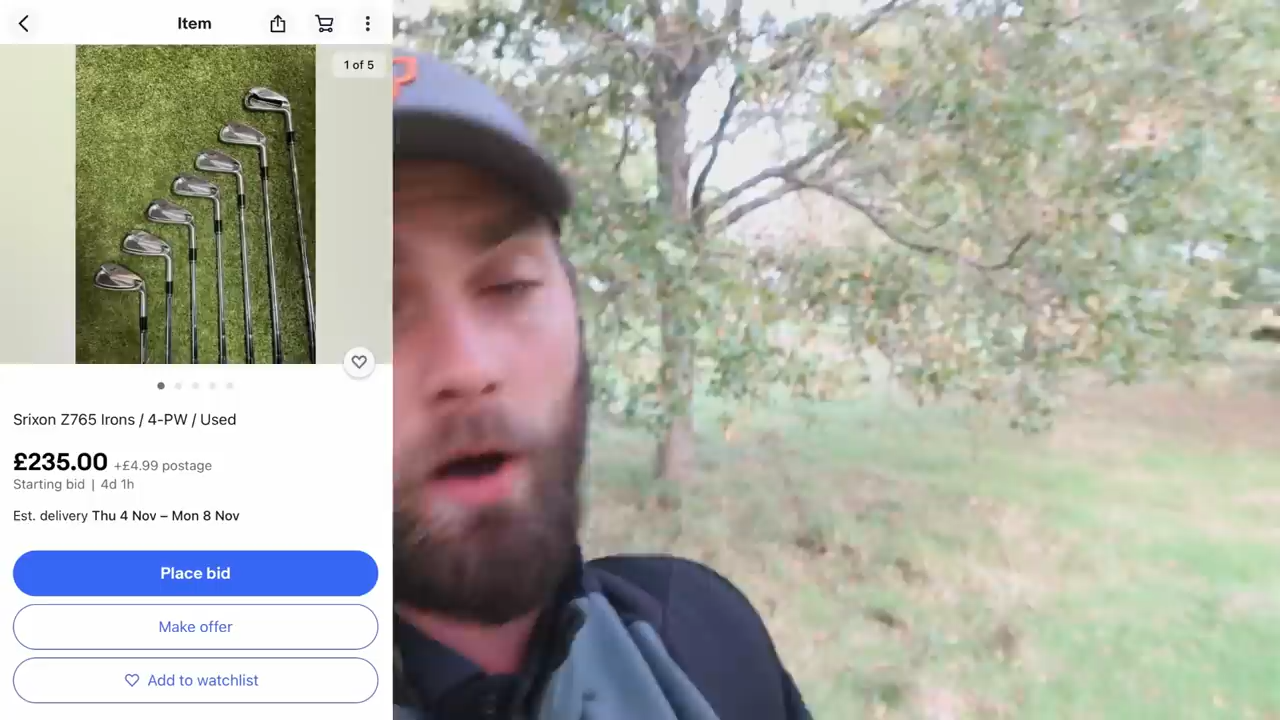 Item
1 of 5
Srixon Z765 Irons / 4-PW / Used
£235.00 +£4.99 postage
Starting bid | 4d 1h
Est. delivery Thu 4 Nov – Mon 8 Nov
Place bid
Make offer
Add to watchlist